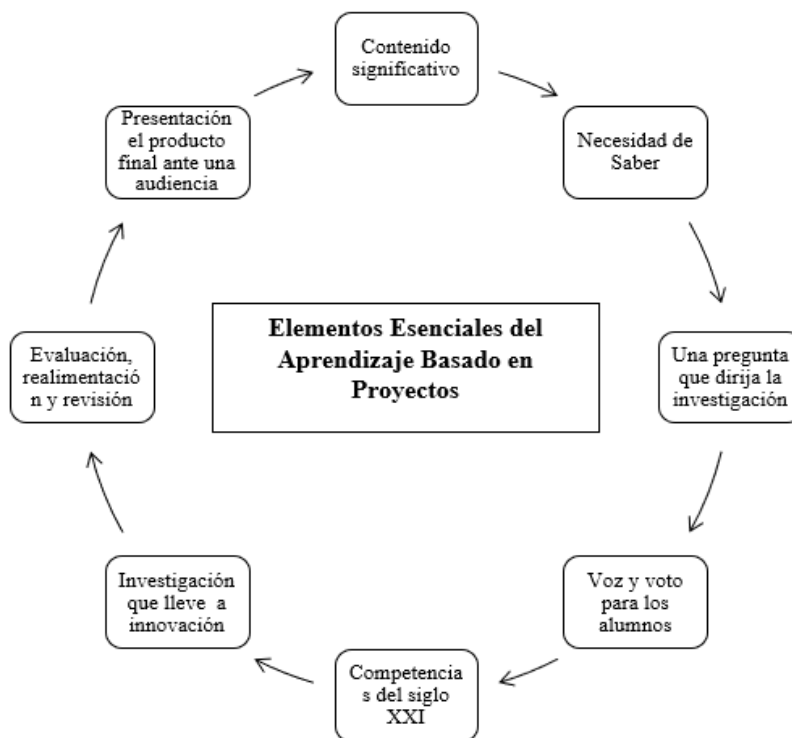 Contenido
significativo
Necesidad de
Saber
Una pregunta
que dirija la
investigación
Voz y voto
para los
alumnos
Competencia
s del siglo
XXI
Investigación
que lleve a
innovación
Evaluación,
realimentació
n y revisión
Presentación
el producto
final ante una
audiencia
Elementos Esenciales del
Aprendizaje Basado en
Proyectos